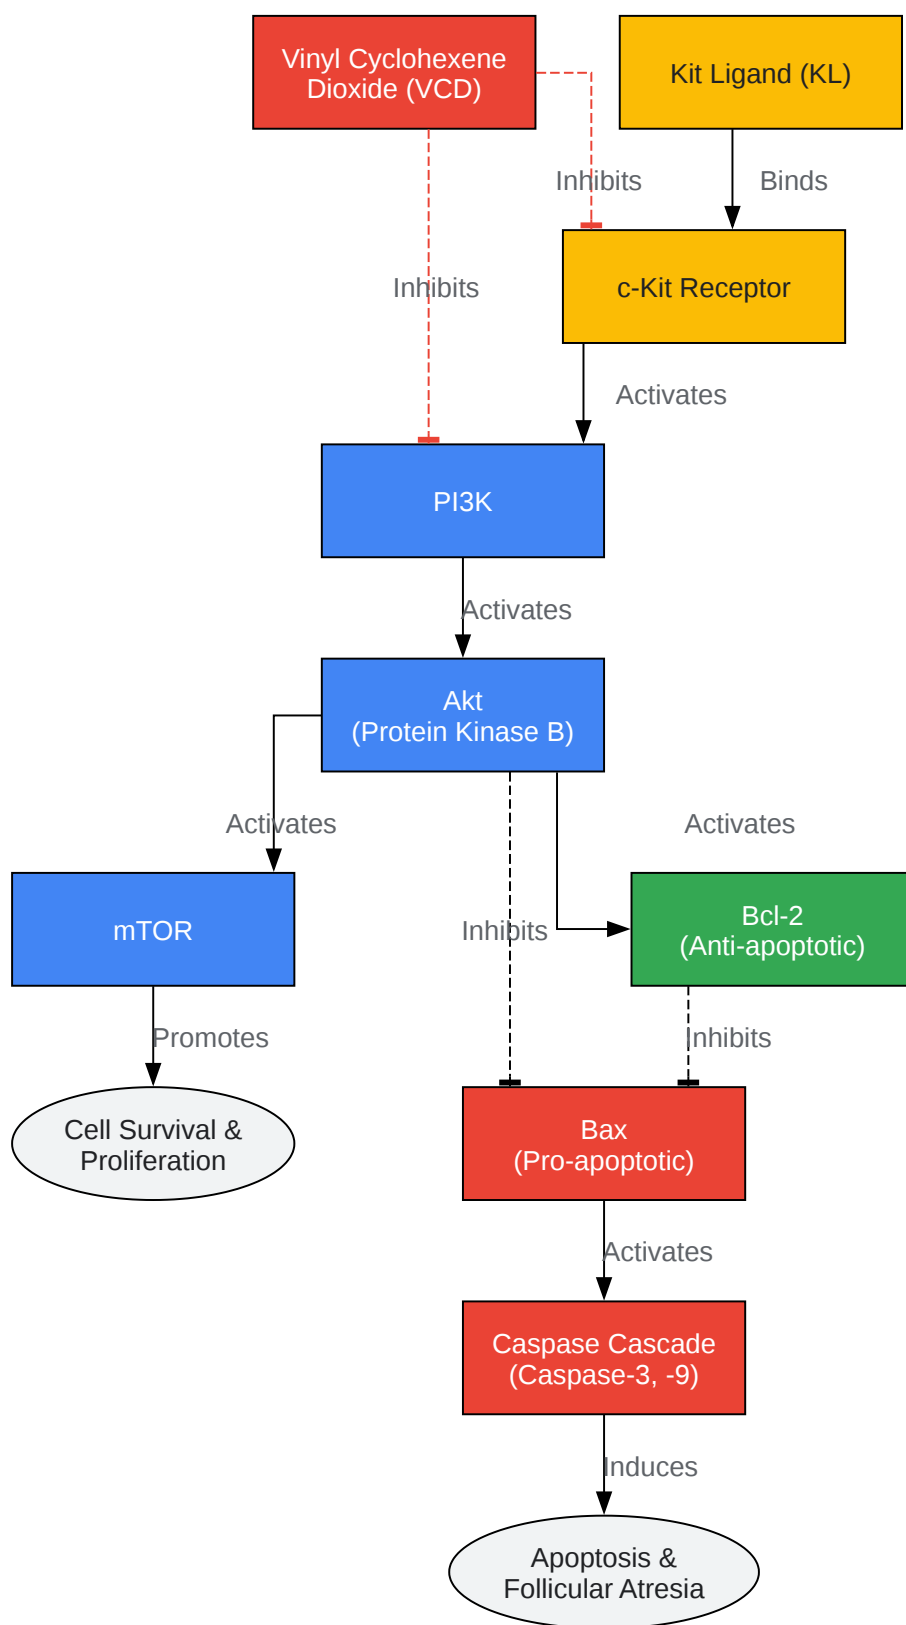 Vinyl Cyclohexene
Dioxide (VCD)
Kit Ligand (KL)
Inhibits
Binds
Inhibits
c-Kit Receptor
Activates
PI3K
Activates
Akt
(Protein Kinase B)
Activates
Activates
mTOR
Inhibits
Bcl-2
(Anti-apoptotic)
Promotes
Inhibits
Cell Survival &
Proliferation
Bax
(Pro-apoptotic)
Activates
Caspase Cascade
(Caspase-3, -9)
Induces
Apoptosis &
Follicular Atresia